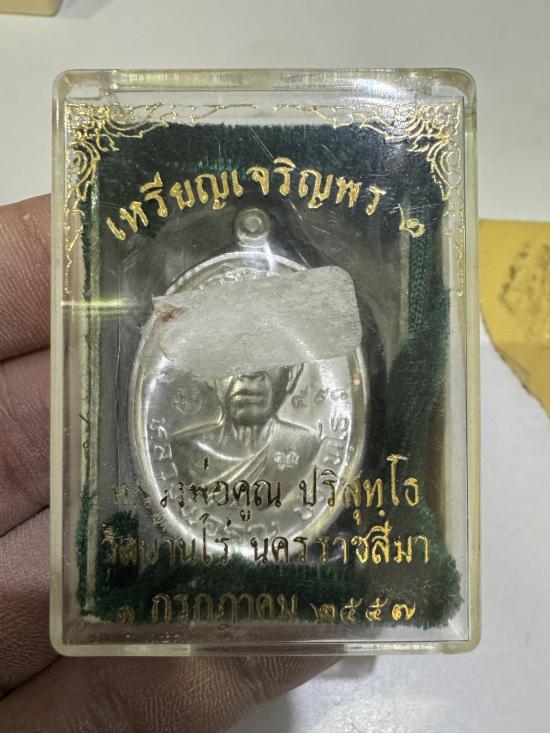 เหรียญเจริญพร ๒
หลวงพ่อคูณ ปริสุทฺโธ
วัดบ้านไร่ นครราชสีมา
๑ กรกฎาคม ๒๕๕๗